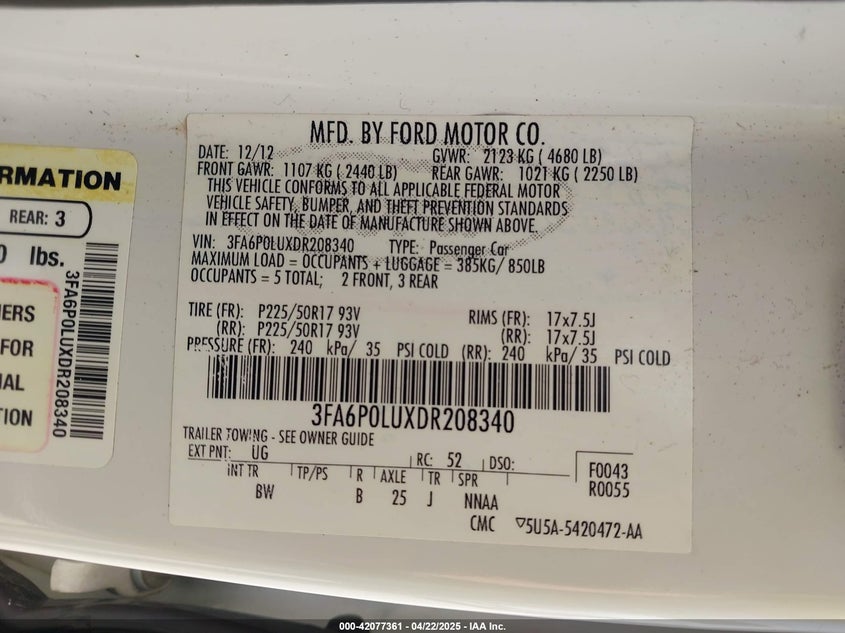 RMATION
REAR: 3
0 lbs.
ERS
FOR
AL
TION
3FA6P0LUXDR208340
MFD. BY FORD MOTOR CO.
DATE: 12/12 GVWR: 2123 KG ( 4680 LB)
FRONT GAWR: 1107 KG ( 2440 LB) REAR GAWR: 1021 KG ( 2250 LB)
THIS VEHICLE CONFORMS TO ALL APPLICABLE FEDERAL MOTOR
VEHICLE SAFETY, BUMPER, AND THEFT PREVENTION STANDARDS
IN EFFECT ON THE DATE OF MANUFACTURE SHOWN ABOVE.
VIN: 3FA6P0LUXDR208340 TYPE: Passenger Car
MAXIMUM LOAD = OCCUPANTS + LUGGAGE = 385KG/ 850LB
OCCUPANTS = 5 TOTAL; 2 FRONT, 3 REAR
TIRE (FR): P225/50R17 93V RIMS (FR): 17x7.5J
(RR): P225/50R17 93V (RR): 17x7.5J
PRESSURE (FR): 240 kPa/ 35 PSI COLD (RR): 240 kPa/ 35 PSI COLD
3FA6P0LUXDR208340
TRAILER TOWING - SEE OWNER GUIDE
EXT PNT: UG RC: 52 DSO: F0043
INT TR TP/PS R AXLE TR SPR R0055
BW B 25 J NNAA
CMC ▽5U5A-5420472-AA
000-42077361 - 04/22/2025 - IAA Inc.